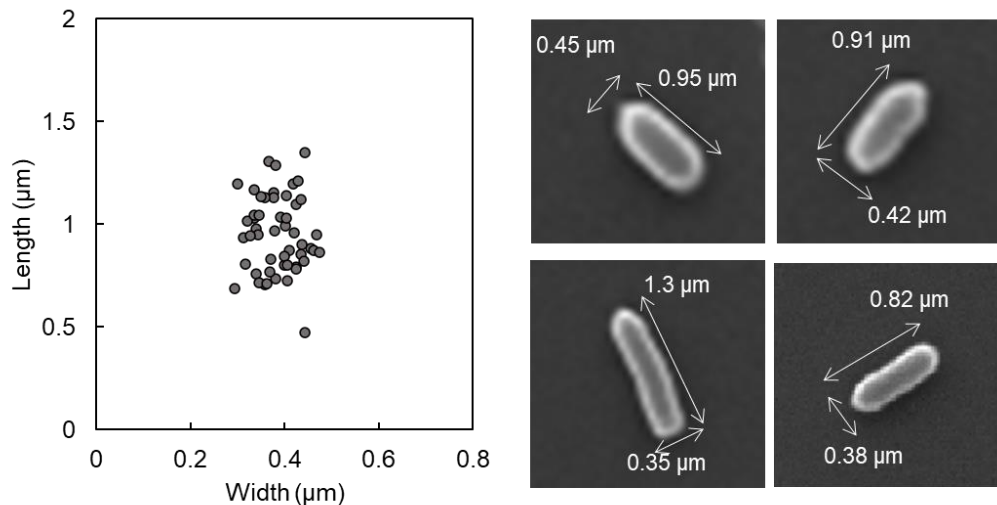 2
1.5
1
0.5
0
Length (µm)
0
0.2
0.4
0.6
0.8
Width (µm)
0.45 µm
0.95 µm
0.91 µm
0.42 µm
1.3 µm
0.35 µm
0.82 µm
0.38 µm